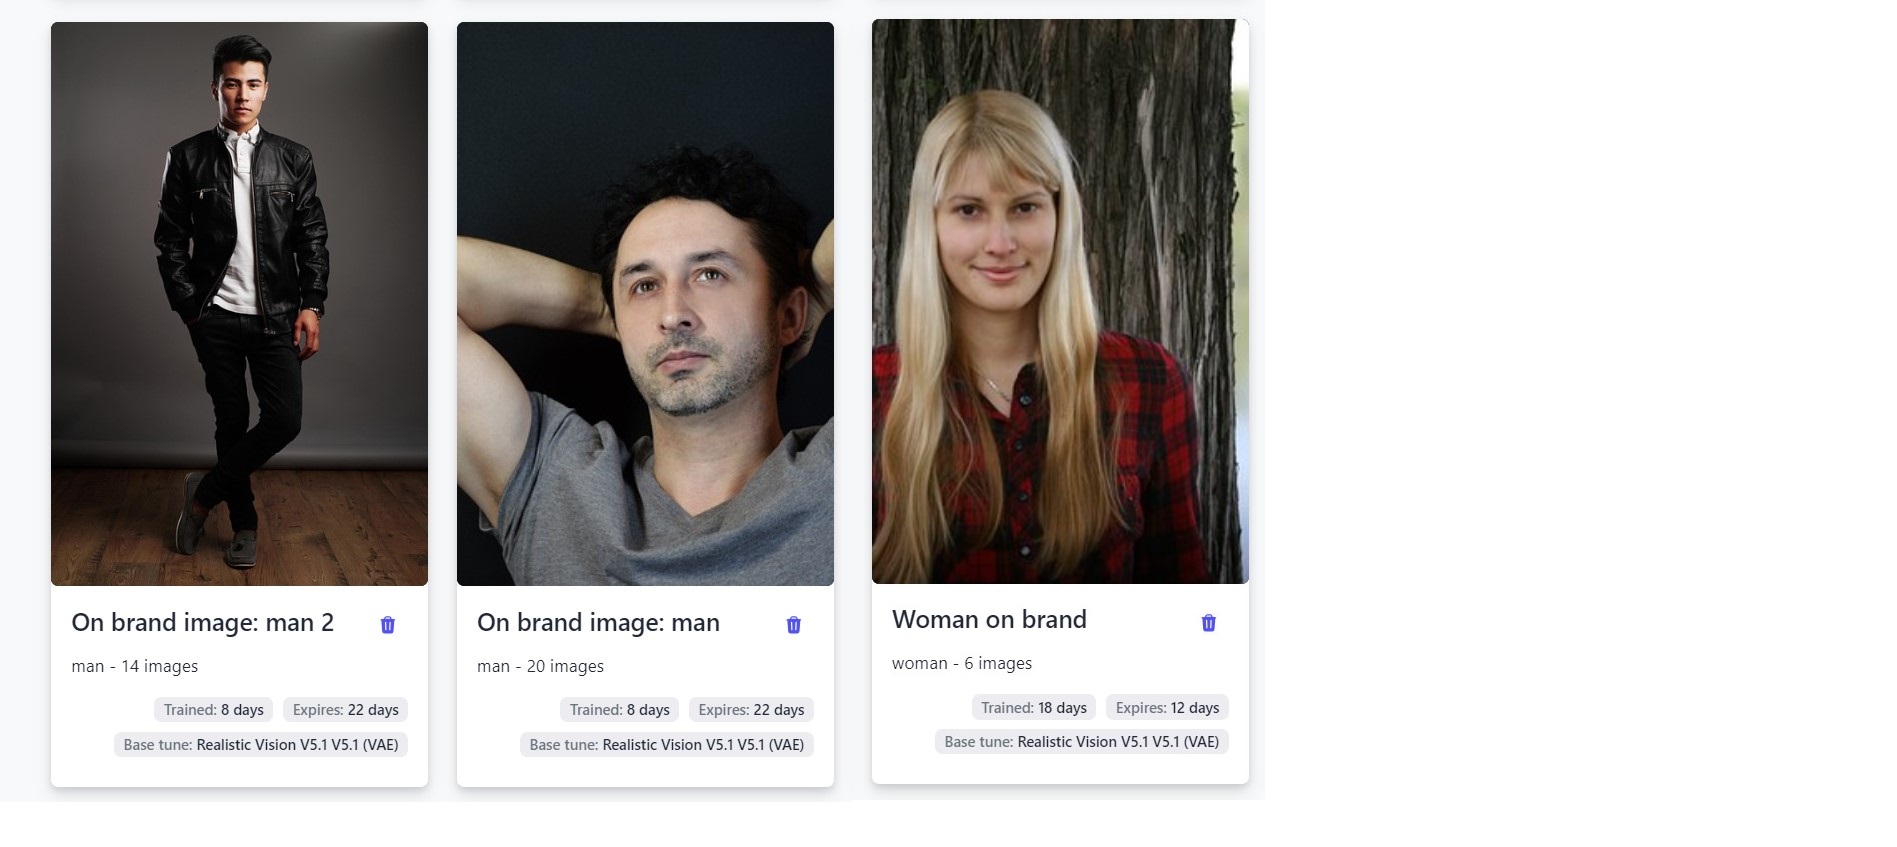 On brand image: man 2
man - 14 images
Trained: 8 days Expires: 22 days
Base tune: Realistic Vision V5.1 V5.1 (VAE)
On brand image: man
man - 20 images
Trained: 8 days Expires: 22 days
Base tune: Realistic Vision V5.1 V5.1 (VAE)
Woman on brand
woman - 6 images
Trained: 18 days Expires: 12 days
Base tune: Realistic Vision V5.1 V5.1 (VAE)